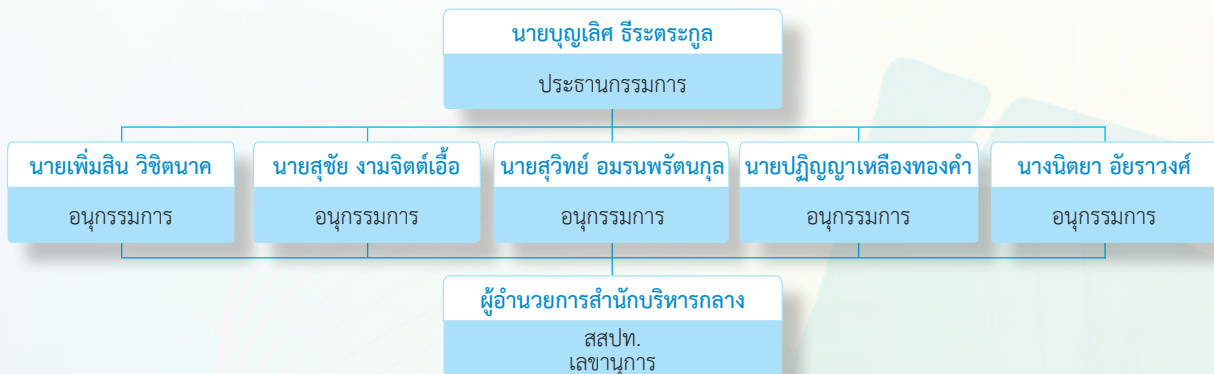 นายบุญเลิศ ธีระตระกูล
ประธานกรรมการ
นายเพิ่มสิน วิชิตนาค
อนุกรรมการ
นายสุชัย งามจิตต์เอื้อ
อนุกรรมการ
นายสุวิทย์ อมรนพรัตนกุล
อนุกรรมการ
นายปฏิญญาเหลืองทองคำ
อนุกรรมการ
นางนิตยา อัยราวงศ์
อนุกรรมการ
ผู้อำนวยการสำนักบริหารกลาง
สสปท.
เลขานุการ